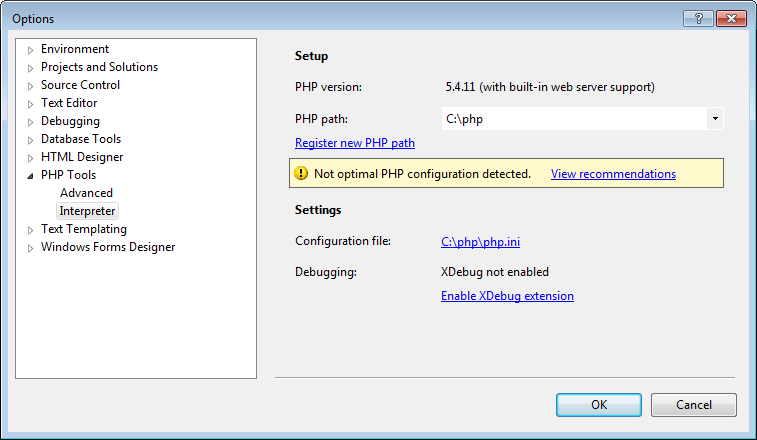 Options
Environment
Projects and Solutions
Source Control
Text Editor
Debugging
Database Tools
HTML Designer
PHP Tools
Advanced
Interpreter
Text Templating
Windows Forms Designer
Setup
PHP version: 5.4.11 (with built-in web server support)
PHP path: C:\php
Register new PHP path
Not optimal PHP configuration detected. View recommendations
Settings
Configuration file: C:\php\php.ini
Debugging: XDebug not enabled
Enable XDebug extension
OK Cancel